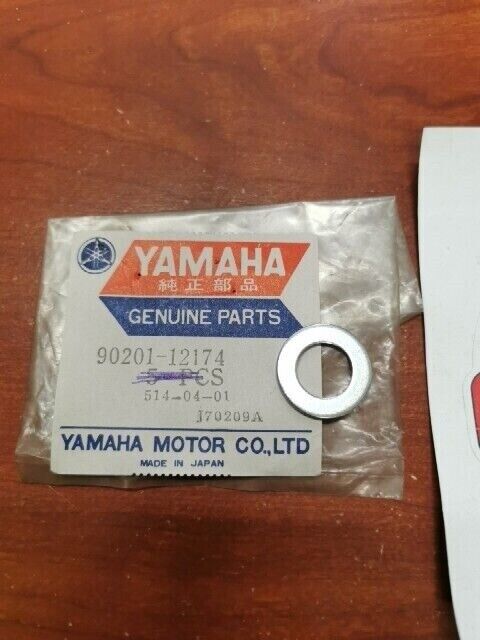 YAMAHA
純正部品
GENUINE PARTS
90201-12174
5 PCS
514-04-01
J70209A
YAMAHA MOTOR CO.,LTD
MADE IN JAPAN